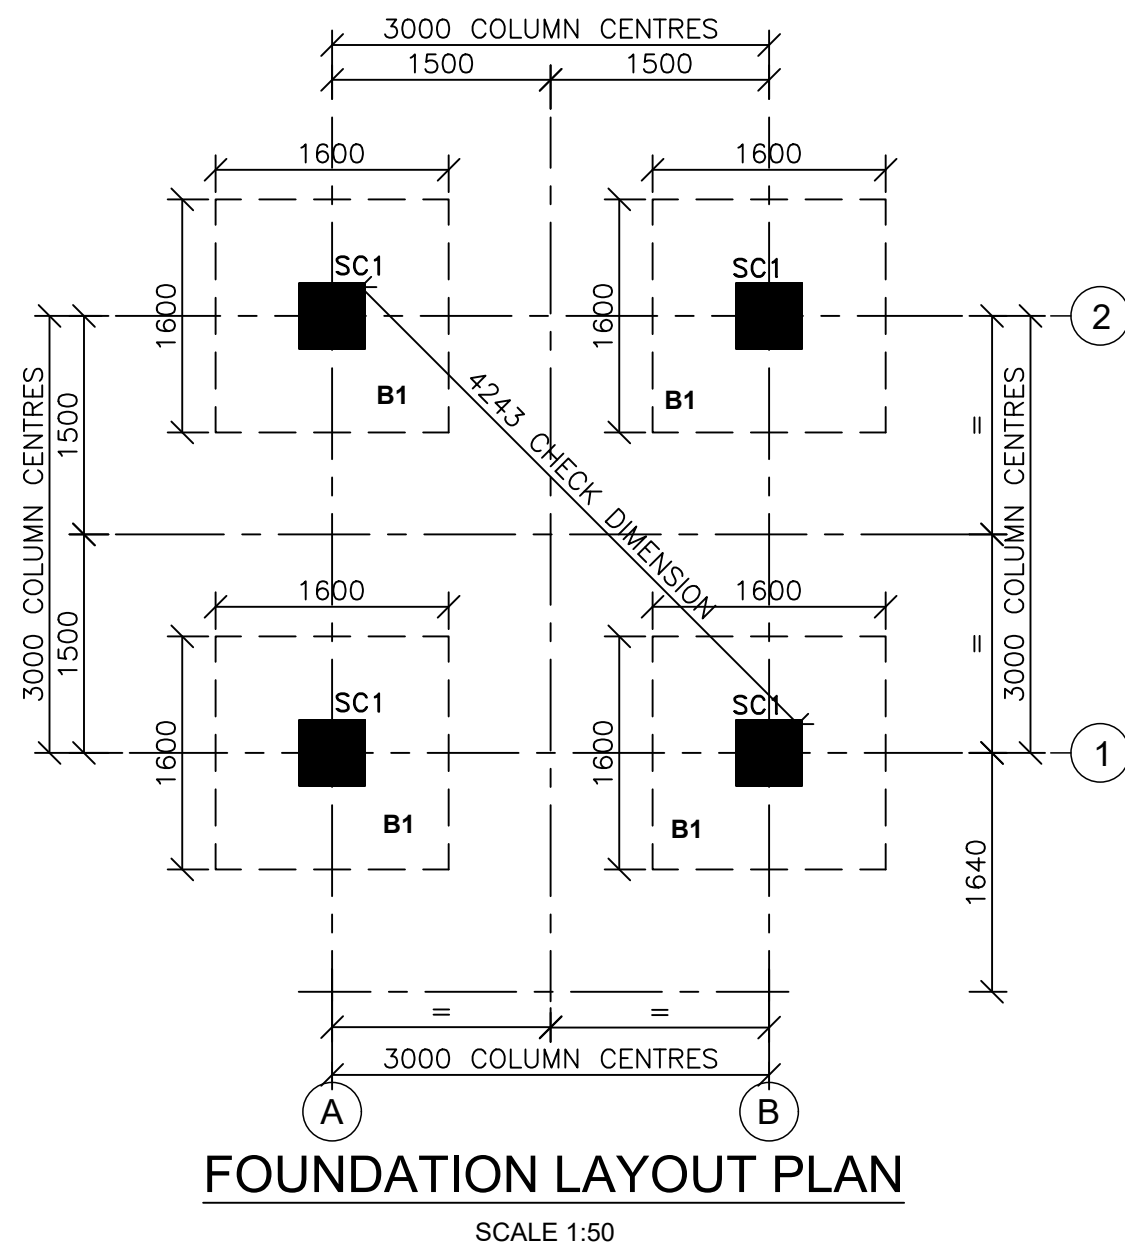 3000 COLUMN CENTRES
1500 1500
1600 1600
SC1 SC1
1600 1600
2
B1 B1
3000 COLUMN CENTRES
1500
1500
4243 CHECK DIMENSION
=
=
3000 COLUMN CENTRES
1600 1600
SC1 SC1
1600 1600
1
B1 B1
1640
= =
3000 COLUMN CENTRES
A B
FOUNDATION LAYOUT PLAN
SCALE 1:50